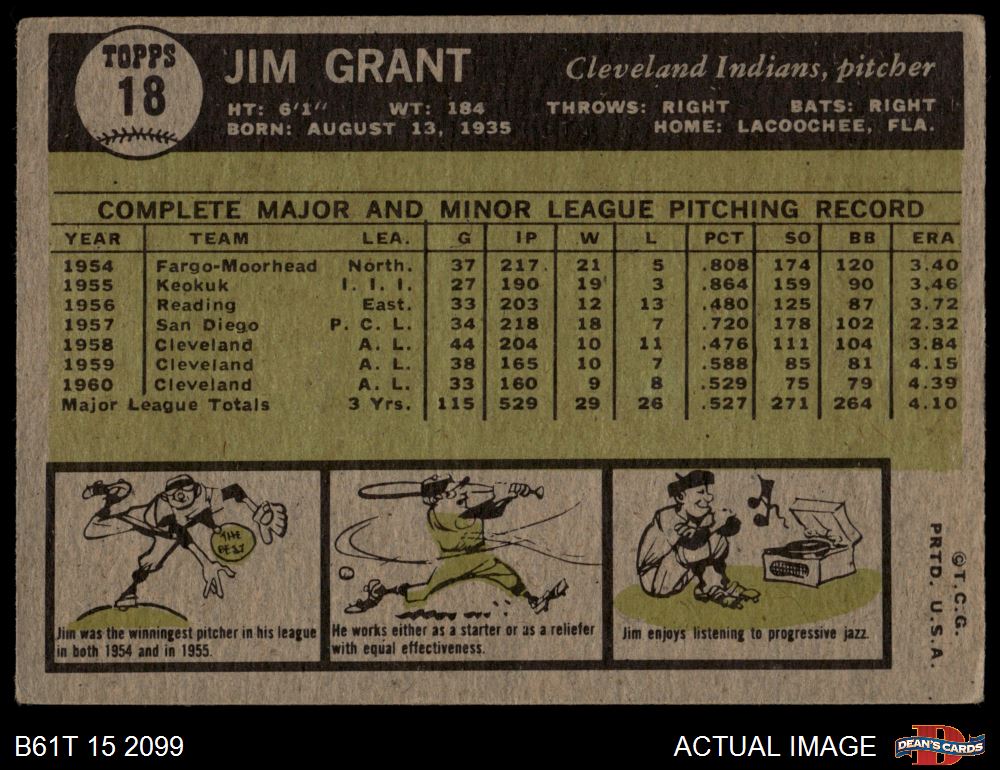 TOPPS
18
JIM GRANT
Cleveland Indians, pitcher
HT: 6'1" WT: 184 THROWS: RIGHT BATS: RIGHT
BORN: AUGUST 13, 1935 HOME: LACOOCHEE, FLA.
COMPLETE MAJOR AND MINOR LEAGUE PITCHING RECORD
YEAR TEAM LEA. G IP W L PCT SO BB ERA
1954 Fargo-Moorhead North. 37 217 21 5 .808 174 120 3.40
1955 Keokuk I. I. I. 27 190 19 3 .864 159 90 3.46
1956 Reading East. 33 203 12 13 .480 125 87 3.72
1957 San Diego P. C. L. 34 218 18 7 .720 178 102 2.32
1958 Cleveland A. L. 44 204 10 11 .476 111 104 3.84
1959 Cleveland A. L. 38 165 10 7 .588 85 81 4.15
1960 Cleveland A. L. 33 160 9 8 .529 75 79 4.39
Major League Totals 3 Yrs. 115 529 29 26 .527 271 264 4.10
THE
BEST
Jim was the winningest pitcher in his league
in both 1954 and in 1955.
He works either as a starter or as a reliefer
with equal effectiveness.
Jim enjoys listening to progressive jazz.
©T.C.G.
PRTD. U.S.A.
B61T 15 2099
ACTUAL IMAGE
D
DEAN'S CARDS